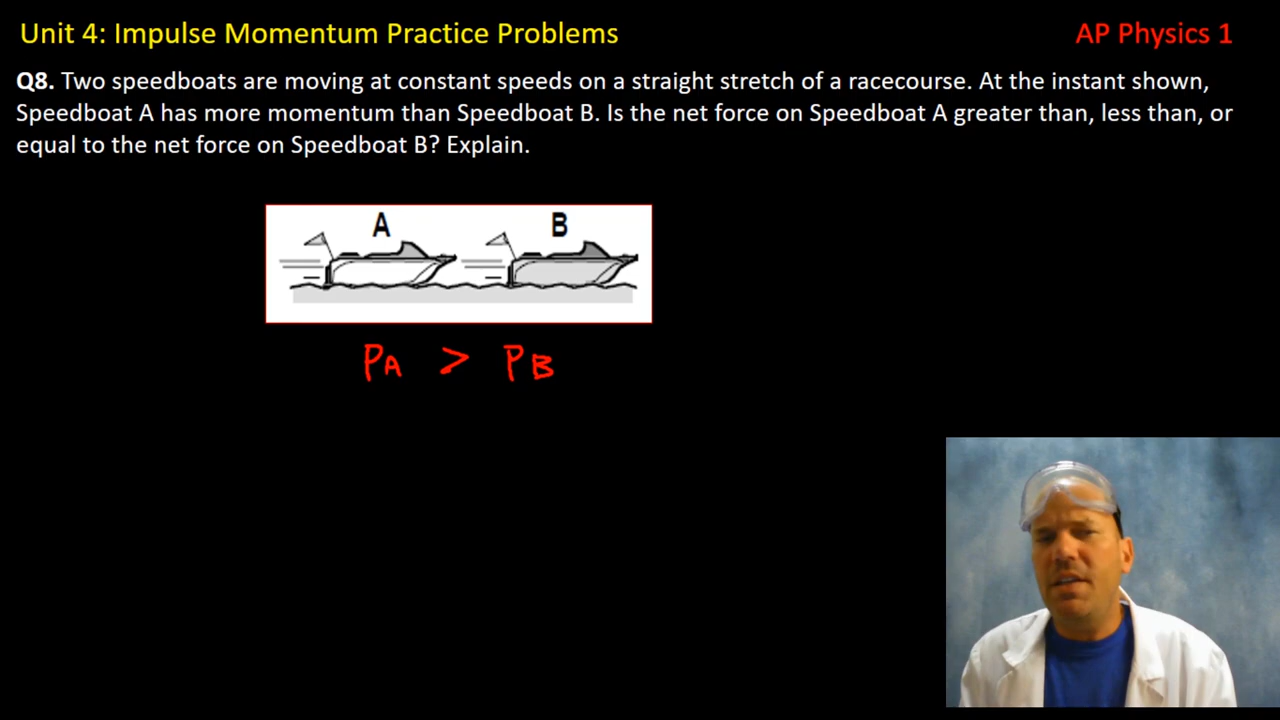 Unit 4: Impulse Momentum Practice Problems
AP Physics 1
Q8. Two speedboats are moving at constant speeds on a straight stretch of a racecourse. At the instant shown,
Speedboat A has more momentum than Speedboat B. Is the net force on Speedboat A greater than, less than, or
equal to the net force on Speedboat B? Explain.
A B
PA > PB